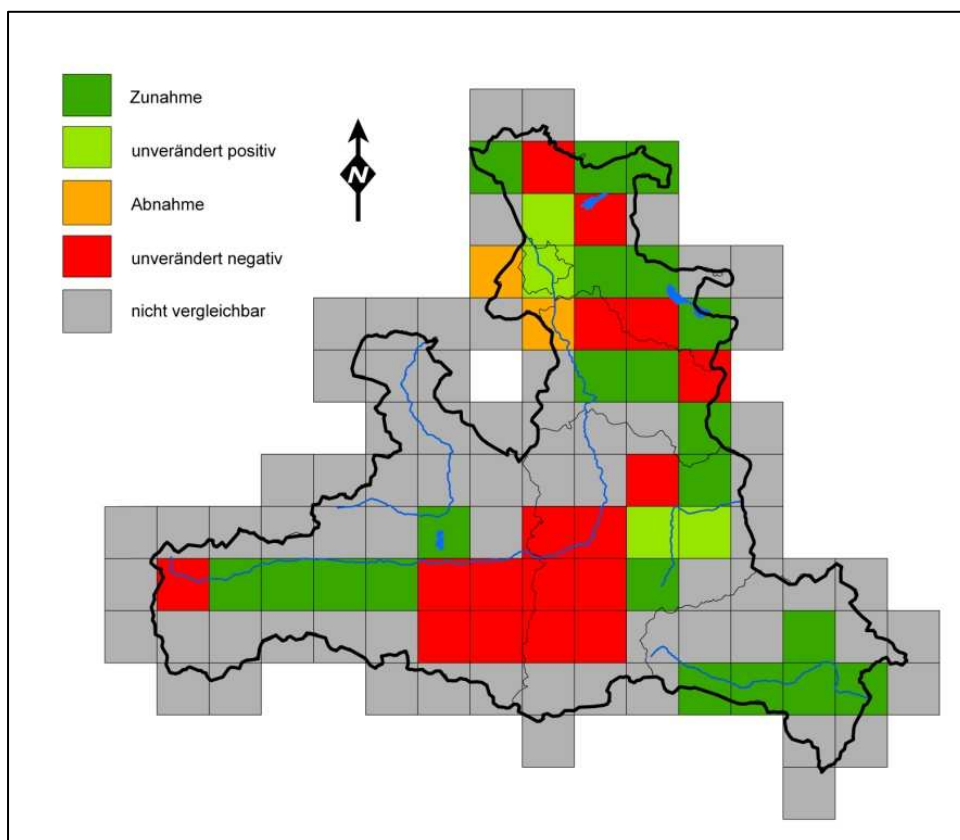 Zunahme
unverändert positiv
Abnahme
unverändert negativ
nicht vergleichbar
N